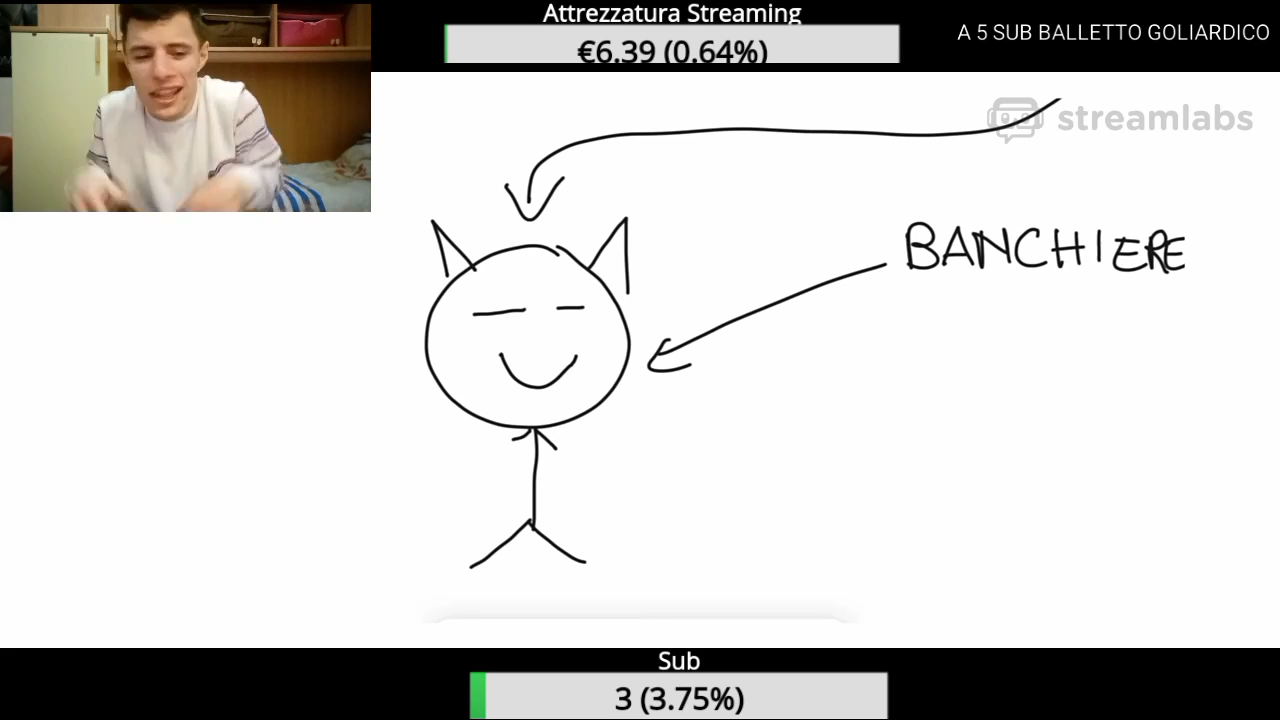 Attrezzatura Streaming
€6.39 (0.64%)
A 5 SUB BALLETTO GOLIARDICO
streamlabs
BANCHIERE
Sub
3 (3.75%)